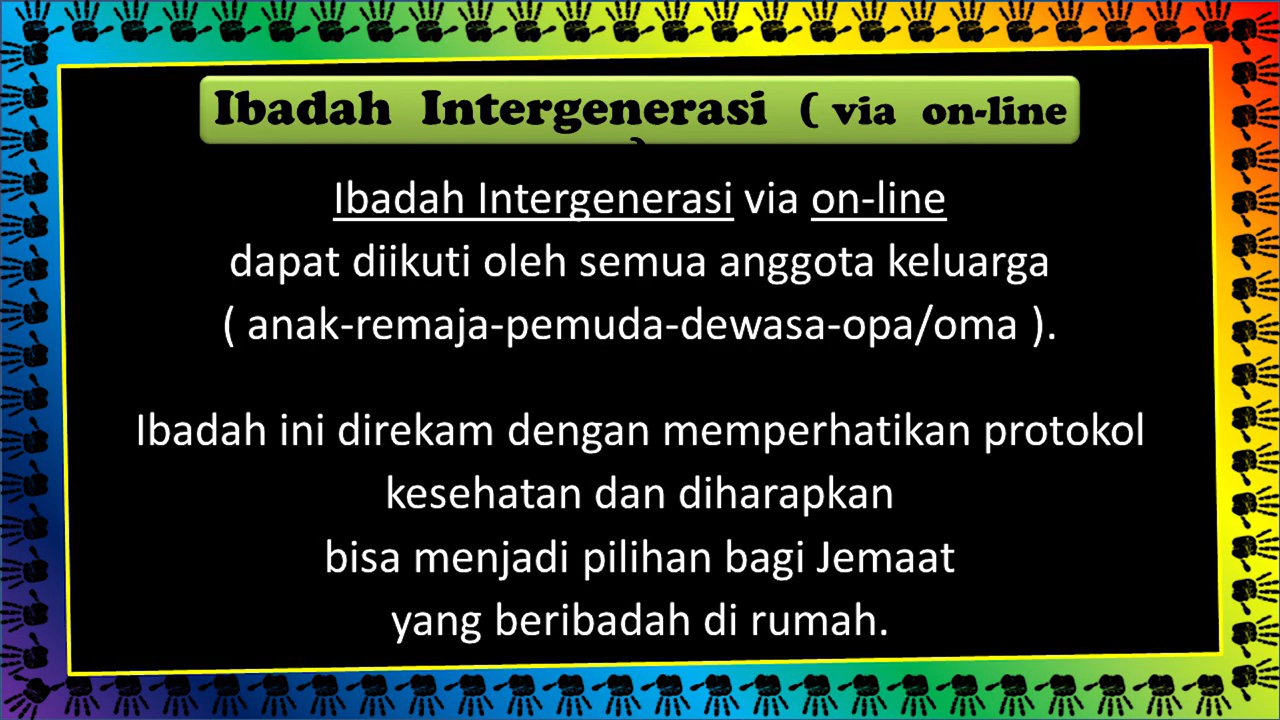 Ibadah Intergenerasi ( via on-line
)
Ibadah Intergenerasi via on-line
dapat diikuti oleh semua anggota keluarga
( anak-remaja-pemuda-dewasa-opa/oma ).
Ibadah ini direkam dengan memperhatikan protokol
kesehatan dan diharapkan
bisa menjadi pilihan bagi Jemaat
yang beribadah di rumah.